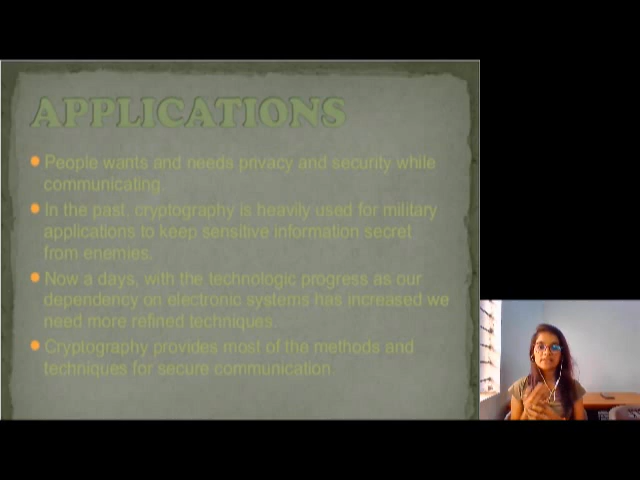 APPLICATIONS
People wants and needs privacy and security while
communicating.
In the past, cryptography is heavily used for military
applications to keep sensitive information secret
from enemies.
Now a days, with the technologic progress as our
dependency on electronic systems has increased we
need more refined techniques.
Cryptography provides most of the methods and
techniques for secure communication.